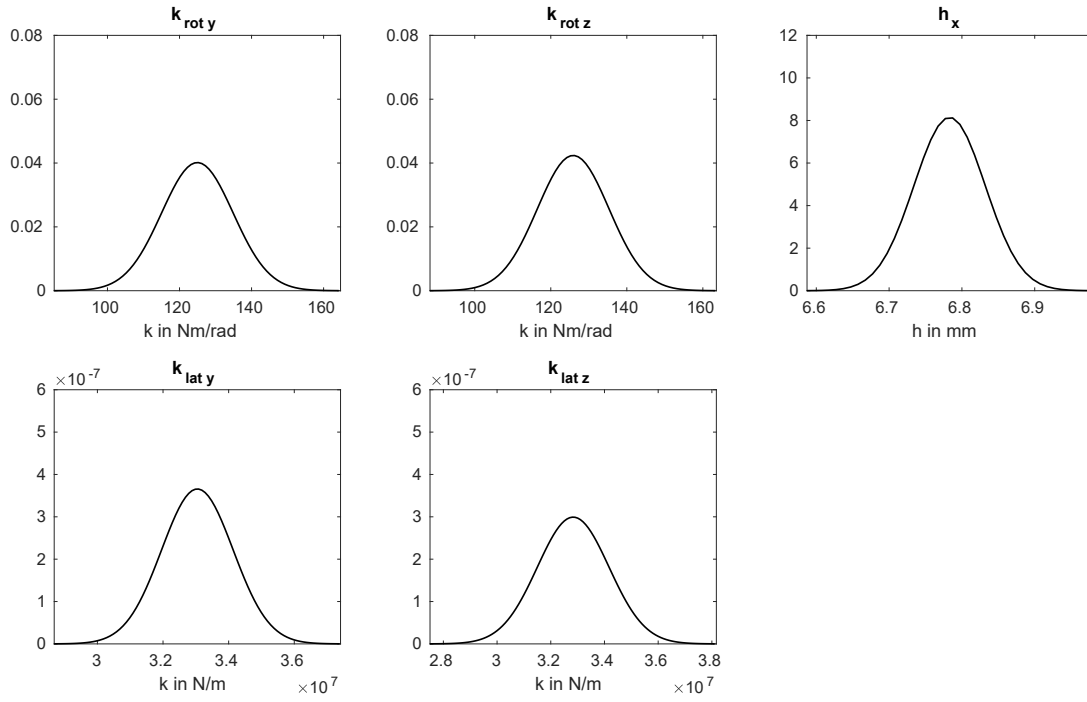 k rot y
0.08
0.06
0.04
0.02
0
100 120 140 160
k in Nm/rad
k rot z
0.08
0.06
0.04
0.02
0
100 120 140 160
k in Nm/rad
h x
12
10
8
6
4
2
0
6.6 6.7 6.8 6.9
h in mm
k lat y
×10 -7
6
5
4
3
2
1
0
3 3.2 3.4 3.6
k in N/m ×10 7
k lat z
×10 -7
6
5
4
3
2
1
0
2.8 3 3.2 3.4 3.6 3.8
k in N/m ×10 7